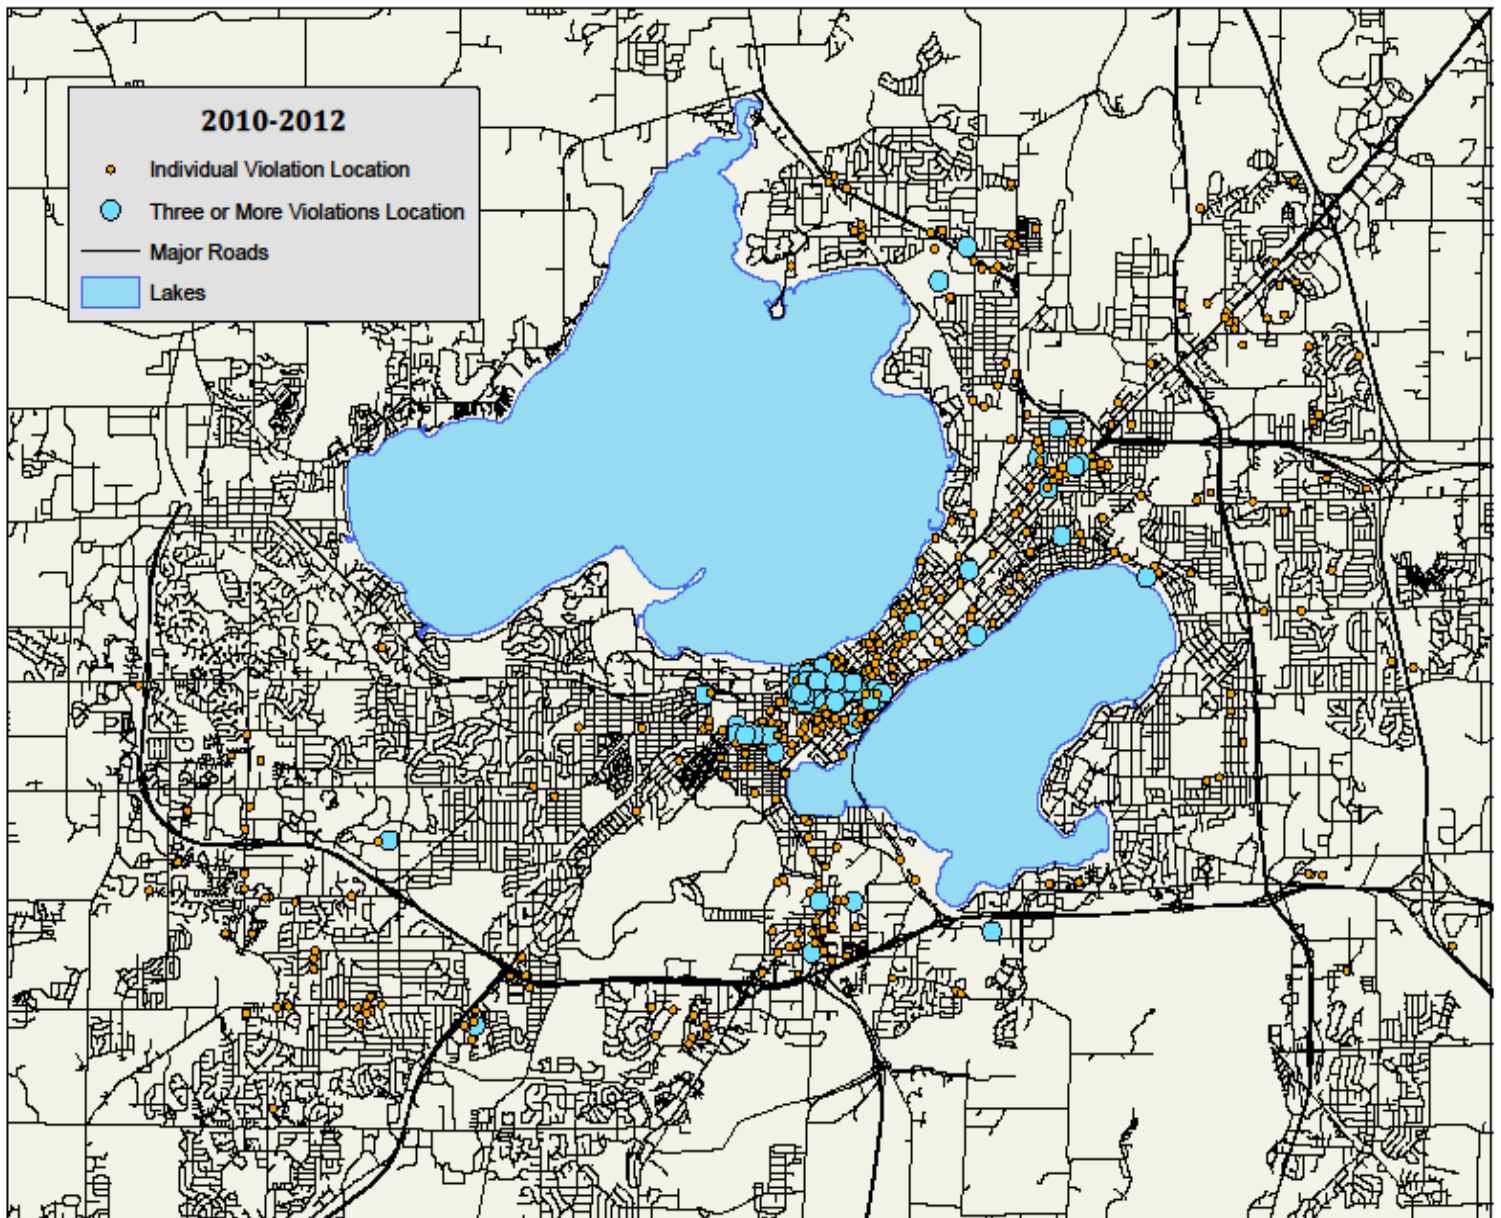 2010-2012
Individual Violation Location
Three or More Violations Location
Major Roads
Lakes